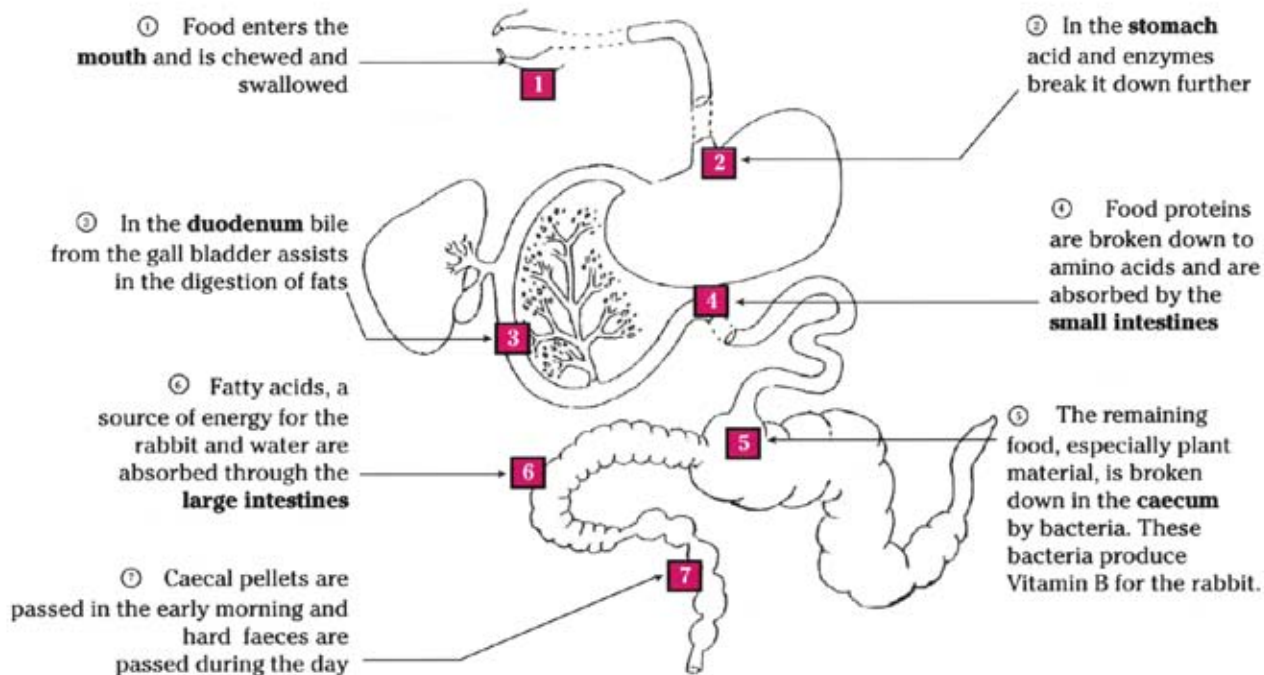 ① Food enters the
mouth and is chewed and
swallowed
1
② In the stomach
acid and enzymes
break it down further
2
③ In the duodenum bile
from the gall bladder assists
in the digestion of fats
3
④ Food proteins
are broken down to
amino acids and are
absorbed by the
small intestines
4
⑤ The remaining
food, especially plant
material, is broken
down in the caecum
by bacteria. These
bacteria produce
Vitamin B for the rabbit.
5
⑥ Fatty acids, a
source of energy for the
rabbit and water are
absorbed through the
large intestines
6
⑦ Caecal pellets are
passed in the early morning and
hard faeces are
passed during the day
7